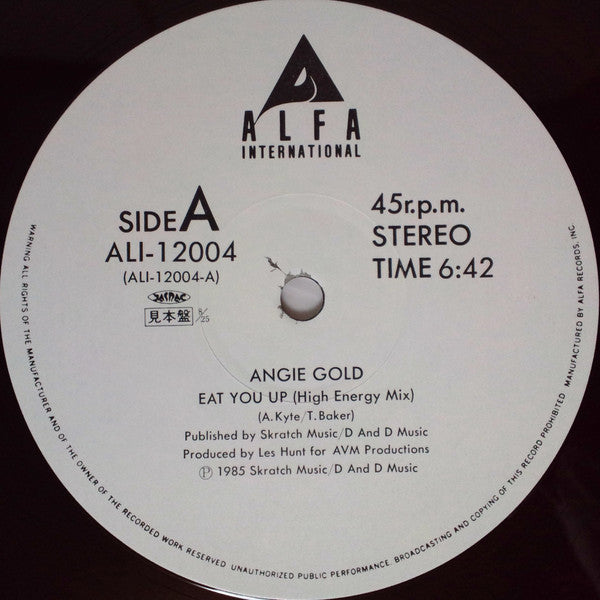 ALFA
INTERNATIONAL
SIDE A
ALI-12004
(ALI-12004-A)
JASRAC
見本盤 8/25
45r.p.m.
STEREO
TIME 6:42
ANGIE GOLD
EAT YOU UP (High Energy Mix)
(A.Kyte/T.Baker)
Published by Skratch Music/D And D Music
Produced by Les Hunt for AVM Productions
Ⓟ 1985 Skratch Music/D And D Music
WARNING ALL RIGHTS OF THE MANUFACTURER AND OF THE OWNER OF THE RECORDED WORK RESERVED. UNAUTHORIZED PUBLIC PERFORMANCE, BROADCASTING AND COPYING OF THIS RECORD PROHIBITED. MANUFACTURED BY ALFA RECORDS, INC.